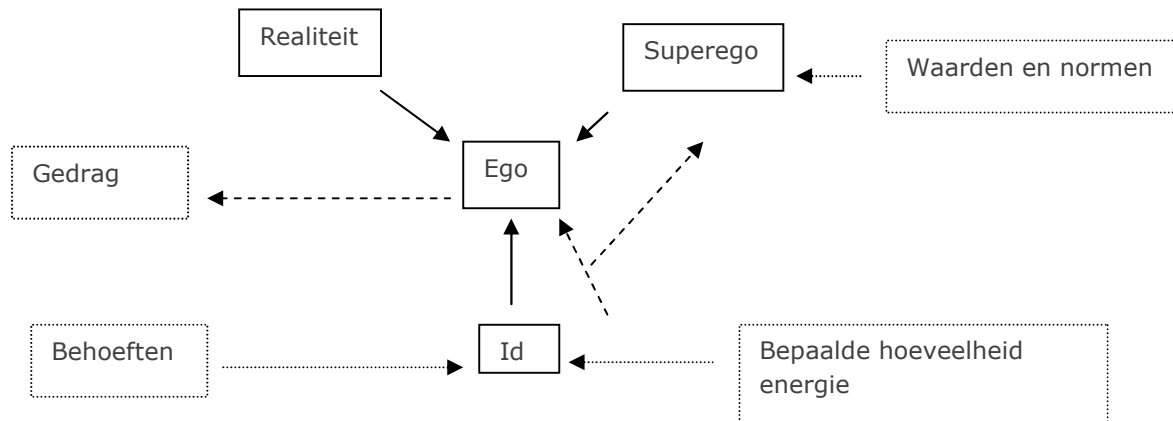 Realiteit
Superego
Waarden en normen
Gedrag
Ego
Behoeften
Id
Bepaalde hoeveelheid
energie